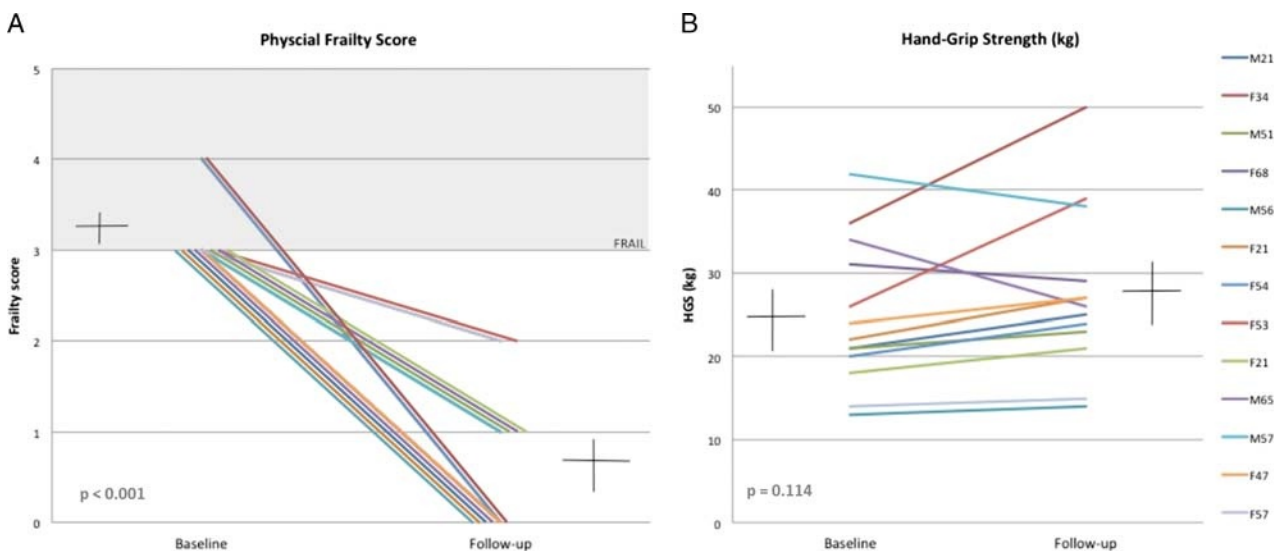 A
Physcial Frailty Score
5
4
3
2
1
0
Frailty score
FRAIL
p < 0.001
Baseline Follow-up
B
Hand-Grip Strength (kg)
50
40
30
20
10
0
HGS (kg)
p = 0.114
Baseline Follow-up
M21
F34
M51
F68
M56
F21
F54
F53
F21
M65
M57
F47
F57